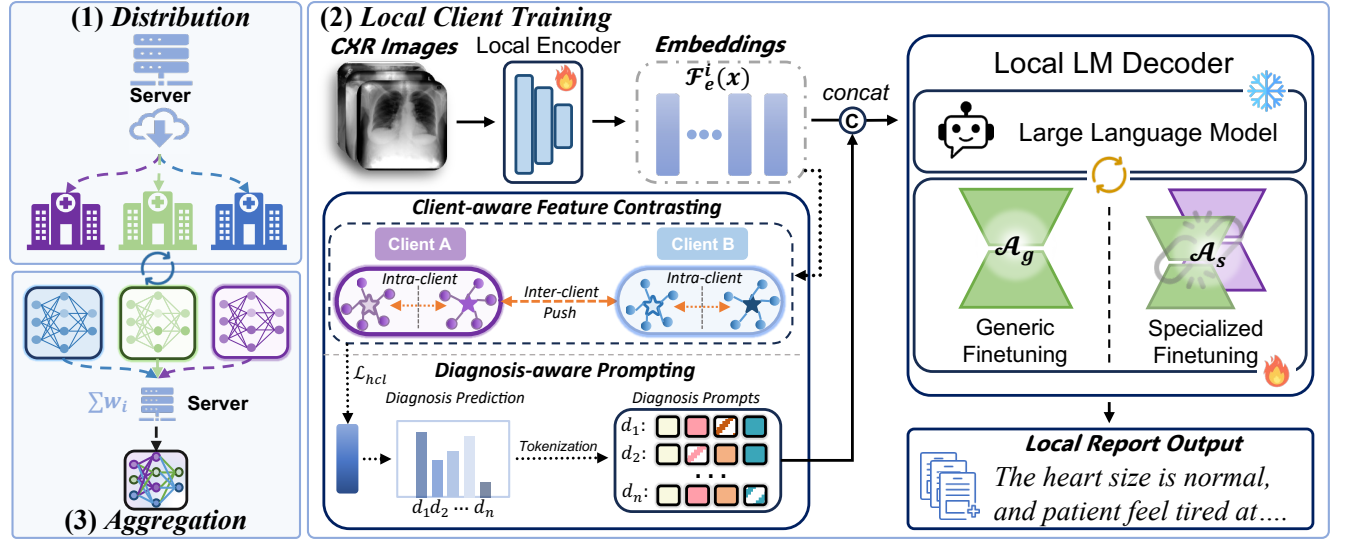 (1) Distribution
Server
∑w_i
Server
(3) Aggregation
(2) Local Client Training
CXR Images
Local Encoder
Embeddings
ℱ_e^i(x)
concat
C
Client-aware Feature Contrasting
Client A
Client B
Intra-client
Inter-client
Push
Intra-client
ℒ_hcl
Diagnosis-aware Prompting
Diagnosis Prediction
d_1 d_2 ... d_n
Tokenization
Diagnosis Prompts
d_1:
d_2:
...
d_n:
Local LM Decoder
Large Language Model
𝒜_g
𝒜_s
Generic
Finetuning
Specialized
Finetuning
Local Report Output
The heart size is normal,
and patient feel tired at....